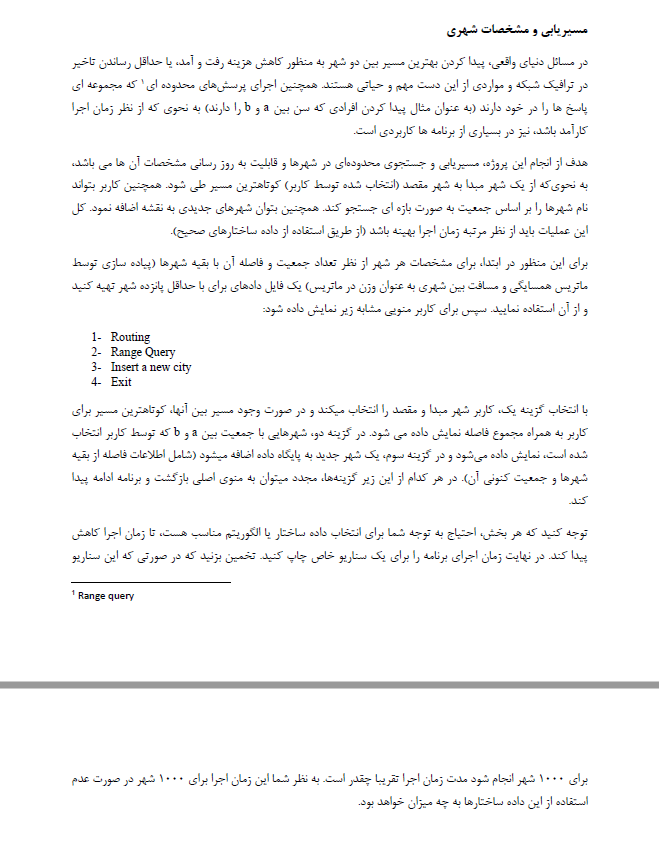 مسیریابی و مشخصات شهری
در مسائل دنیای واقعی، پیدا کردن بهترین مسیر بین دو شهر به منظور کاهش هزینه رفت و آمد، یا حداقل رساندن تاخیر
در ترافیک شبکه و مواردی از این دست مهم و حیاتی هستند. همچنین اجرای پرسش‌های محدوده ای۱ که مجموعه ای
پاسخ ها را در خود دارند (به عنوان مثال پیدا کردن افرادی که سن بین a و b را دارند) به نحوی که از نظر زمان اجرا
کارآمد باشد، نیز در بسیاری از برنامه ها کاربردی است.
هدف از انجام این پروژه، مسیریابی و جستجوی محدوده‌ای در شهرها و قابلیت به روز رسانی مشخصات آن ها می باشد،
به نحوی‌که از یک شهر مبدا به شهر مقصد (انتخاب شده توسط کاربر) کوتاهترین مسیر طی شود. همچنین کاربر بتواند
نام شهرها را بر اساس جمعیت به صورت بازه ای جستجو کند. همچنین بتوان شهرهای جدیدی به نقشه اضافه نمود. کل
این عملیات باید از نظر مرتبه زمان اجرا بهینه باشد (از طریق استفاده از داده ساختارهای صحیح).
برای این منظور در ابتدا، برای مشخصات هر شهر از نظر تعداد جمعیت و فاصله آن با بقیه شهرها (پیاده سازی توسط
ماتریس همسایگی و مسافت بین شهری به عنوان وزن در ماتریس) یک فایل دادهای برای با حداقل پانزده شهر تهیه کنید
و از آن استفاده نمایید. سپس برای کاربر منویی مشابه زیر نمایش داده شود:
1- Routing
2- Range Query
3- Insert a new city
4- Exit
با انتخاب گزینه یک، کاربر شهر مبدا و مقصد را انتخاب میکند و در صورت وجود مسیر بین آنها، کوتاهترین مسیر برای
کاربر به همراه مجموع فاصله نمایش داده می شود. در گزینه دو، شهرهایی با جمعیت بین a و b که توسط کاربر انتخاب
شده است، نمایش داده می‌شود و در گزینه سوم، یک شهر جدید به پایگاه داده اضافه میشود (شامل اطلاعات فاصله از بقیه
شهرها و جمعیت کنونی آن). در هر کدام از این زیر گزینه‌ها، مجدد میتوان به منوی اصلی بازگشت و برنامه ادامه پیدا
کند.
توجه کنید که هر بخش، احتیاج به توجه شما برای انتخاب داده ساختار یا الگوریتم مناسب هست، تا زمان اجرا کاهش
پیدا کند. در نهایت زمان اجرای برنامه را برای یک سناریو خاص چاپ کنید. تخمین بزنید که در صورتی که این سناریو
1 Range query
برای ۱۰۰۰ شهر انجام شود مدت زمان اجرا تقریبا چقدر است. به نظر شما این زمان اجرا برای ۱۰۰۰ شهر در صورت عدم
استفاده از این داده ساختارها به چه میزان خواهد بود.